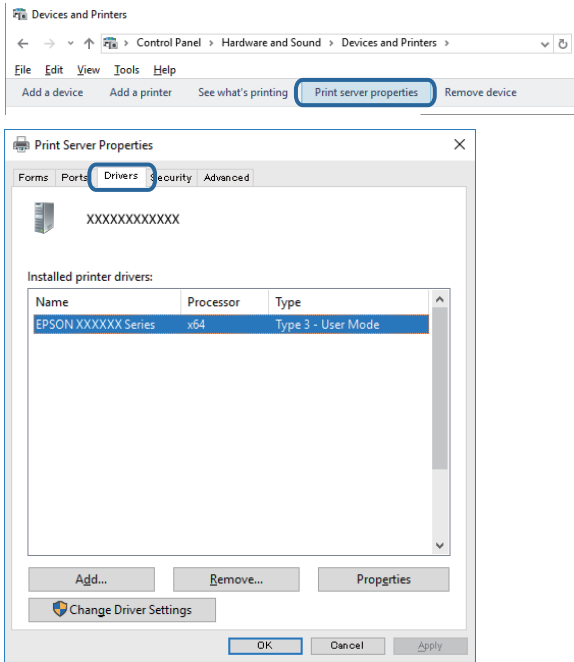 Devices and Printers
Control Panel > Hardware and Sound > Devices and Printers >
File Edit View Tools Help
Add a device Add a printer See what's printing Print server properties Remove device
Print Server Properties
Forms Ports Drivers Security Advanced
XXXXXXXXXXXX
Installed printer drivers:
Name Processor Type
EPSON XXXXXX Series x64 Type 3 - User Mode
Add... Remove... Properties
Change Driver Settings
OK Cancel Apply